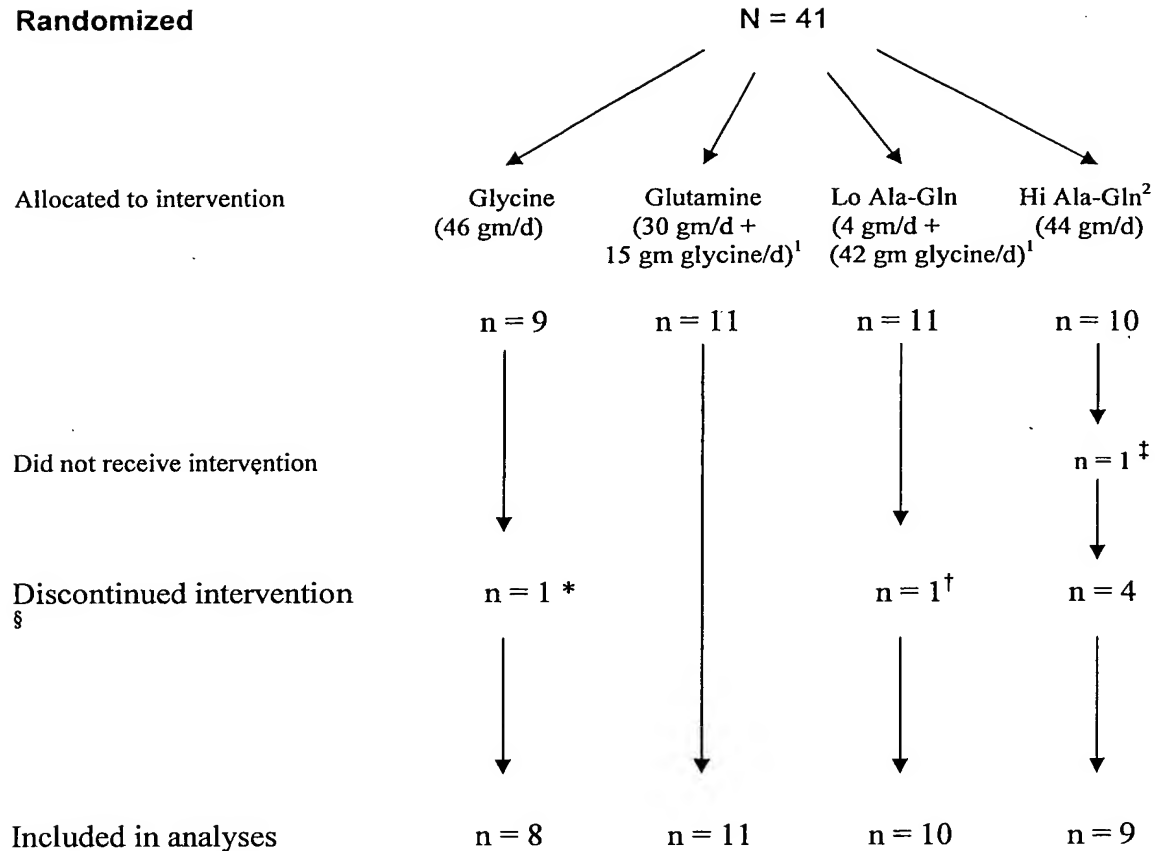 Randomized N = 41
Allocated to intervention Glycine Glutamine Lo Ala-Gln Hi Ala-Gln²
(46 gm/d) (30 gm/d + (4 gm/d + (44 gm/d)
15 gm glycine/d)¹ (42 gm glycine/d)¹
n = 9 n = 11 n = 11 n = 10
Did not receive intervention n = 1 ‡
Discontinued intervention n = 1 * n = 1† n = 4
§
Included in analyses n = 8 n = 11 n = 10 n = 9